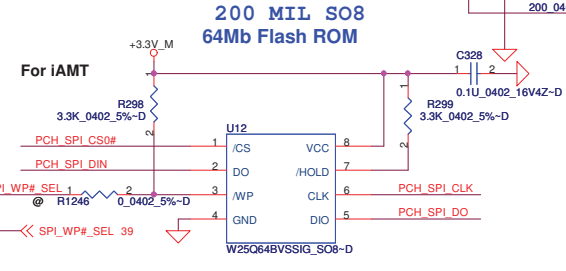 200 MIL SO8
200_04
64Mb Flash ROM
+3.3V_M
For iAMT
C328
1
2
0.1U_0402_16V4Z~D
1
R298
3.3K_0402_5%~D
2
1
R299
3.3K_0402_5%~D
2
U12
PCH_SPI_CS0#
1
/CS
VCC
8
PCH_SPI_DIN
2
DO
/HOLD
7
PI_WP#_SEL
1
2
3
/WP
CLK
6
PCH_SPI_CLK
@
R1246
0_0402_5%~D
4
GND
DIO
5
PCH_SPI_DO
SPI_WP#_SEL 39
W25Q64BVSSIG_SO8~D